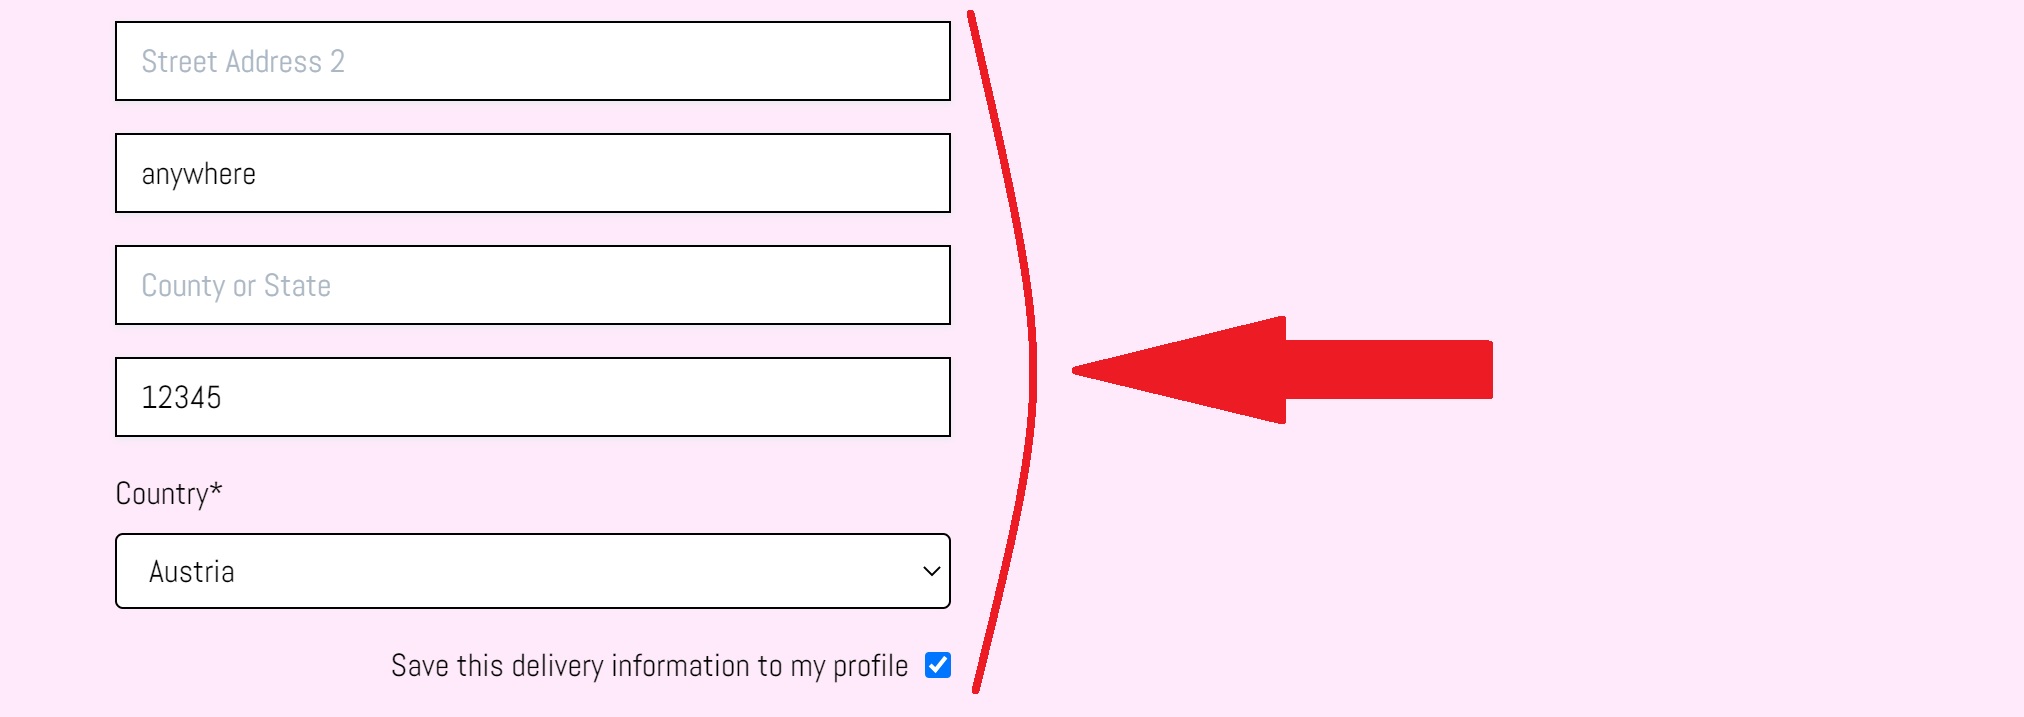 Street Address 2
anywhere
County or State
12345
Country*
Austria
Save this delivery information to my profile